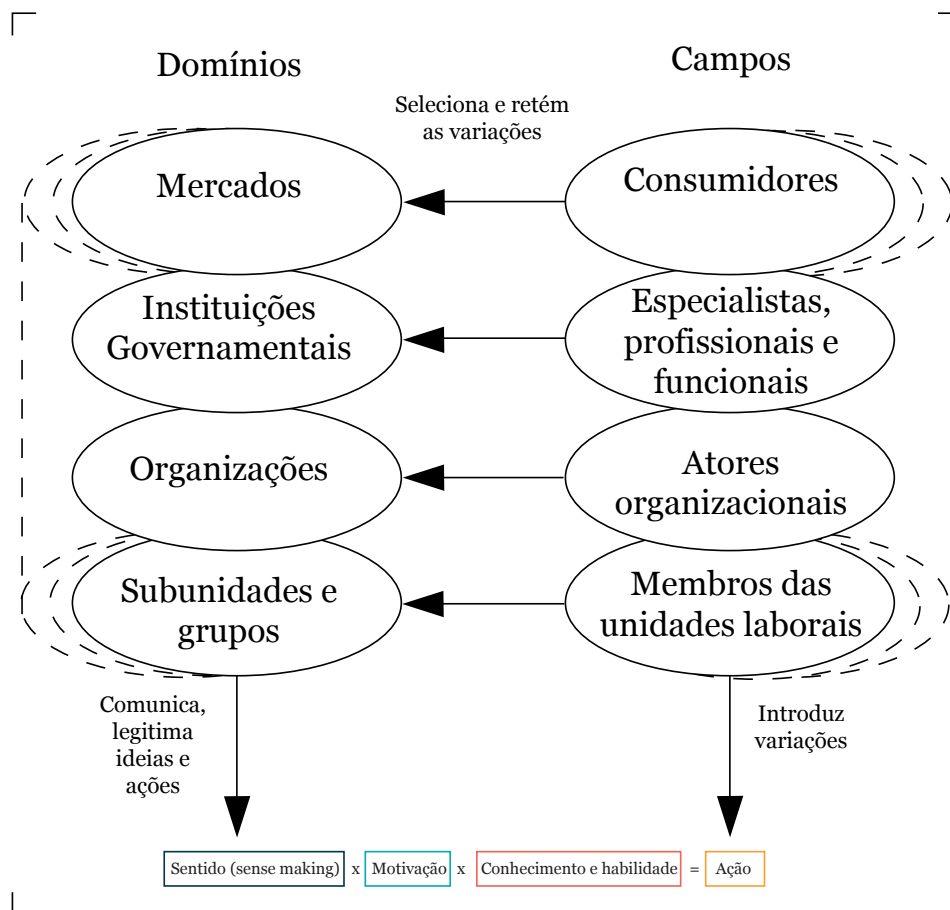 Domínios
Campos
Seleciona e retém
as variações
Mercados
Consumidores
Instituições
Governamentais
Especialistas,
profissionais e
funcionais
Organizações
Atores
organizacionais
Subunidades e
grupos
Membros das
unidades laborais
Comunica,
legitima
ideias e
ações
Introduz
variações
Sentido (sense making) x Motivação x Conhecimento e habilidade = Ação